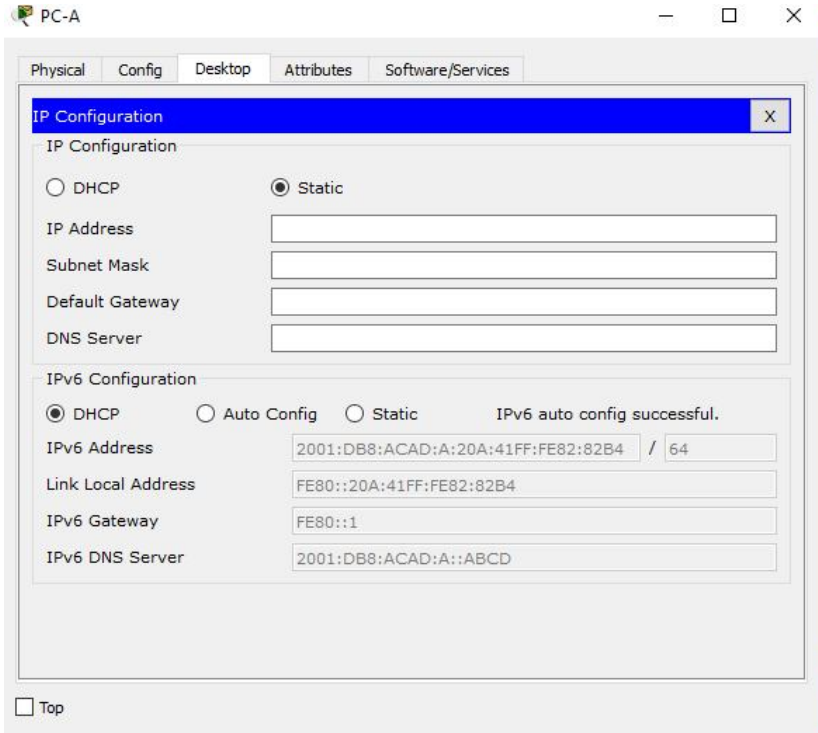 PC-A
Physical Config Desktop Attributes Software/Services
IP Configuration X
IP Configuration
DHCP Static
IP Address
Subnet Mask
Default Gateway
DNS Server
IPv6 Configuration
DHCP Auto Config Static IPv6 auto config successful.
IPv6 Address 2001:DB8:ACAD:A:20A:41FF:FE82:82B4 / 64
Link Local Address FE80::20A:41FF:FE82:82B4
IPv6 Gateway FE80::1
IPv6 DNS Server 2001:DB8:ACAD:A::ABCD
Top